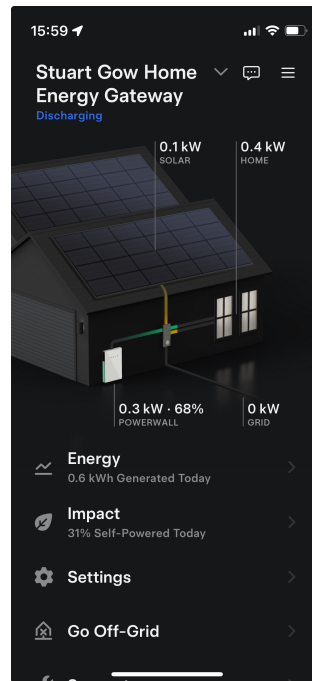 15:59
Stuart Gow Home
Energy Gateway
Discharging
0.1 kW
SOLAR
0.4 kW
HOME
0.3 kW · 68%
POWERWALL
0 kW
GRID
Energy
0.6 kWh Generated Today
Impact
31% Self-Powered Today
Settings
Go Off-Grid